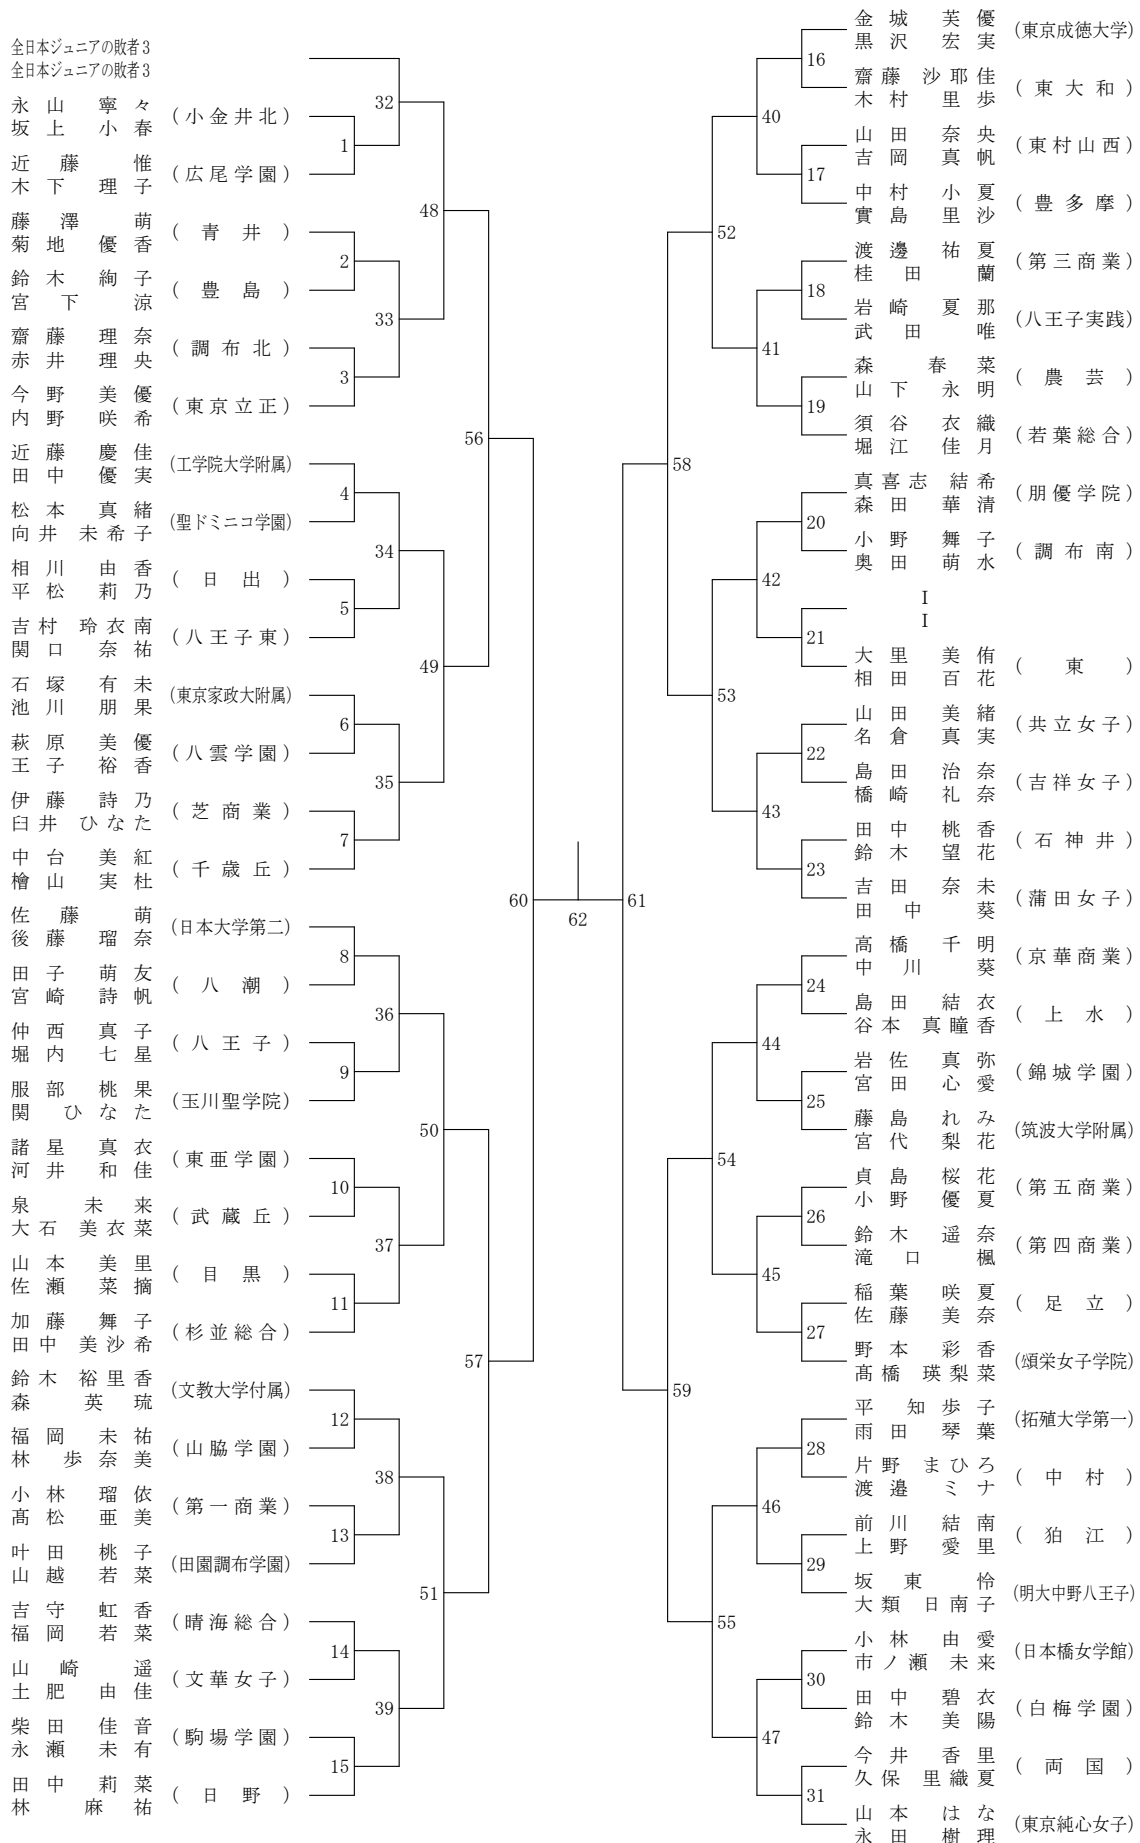 全日本ジュニアの敗者3
全日本ジュニアの敗者3
永山 寧々
坂上 小春
(小金井北)
近藤 惟
木下 理子
(広尾学園)
藤澤 萌
菊地 優香
(青井)
鈴木 絢子
宮下 涼
(豊島)
齋藤 理奈
赤井 理央
(調布北)
今野 美優
内野 咲希
(東京立正)
近藤 慶佳
田中 優実
(工学院大学附属)
松本 真緒
向井 未希子
(聖ドミニコ学園)
相川 由香
平松 莉乃
(日出)
吉村 玲衣南
関口 奈祐
(八王子東)
石塚 有未
池川 朋果
(東京家政大附属)
萩原 美優
王子 裕香
(八雲学園)
伊藤 詩乃
臼井 ひなた
(芝商業)
中台 美紅
檜山 実杜
(千歳丘)
佐藤 萌
後藤 瑠奈
(日本大学第二)
田子 萌友
宮崎 詩帆
(八潮)
仲西 真子
堀内 七星
(八王子)
服部 桃果
関 ひなた
(玉川聖学院)
諸星 真衣
河井 和佳
(東亜学園)
泉 未来
大石 美衣菜
(武蔵丘)
山本 美里
佐瀬 菜摘
(目黒)
加藤 舞子
田中 美沙希
(杉並総合)
鈴木 裕里香
森 英琉
(文教大学付属)
福岡 未祐
林 歩奈美
(山脇学園)
小林 瑠依
髙松 亜美
(第一商業)
叶田 桃子
山越 若菜
(田園調布学園)
吉守 虹香
福岡 若菜
(晴海総合)
山崎 遥
土肥 由佳
(文華女子)
柴田 佳音
永瀬 未有
(駒場学園)
田中 莉菜
林 麻祐
(日野)
1
2
3
4
5
6
7
8
9
10
11
12
13
14
15
32
33
34
35
36
37
38
39
48
49
50
51
56
57
60
62
61
58
59
52
53
54
55
40
41
42
43
44
45
46
47
16
17
18
19
20
21
22
23
24
25
26
27
28
29
30
31
金城 芙優
黒沢 宏実
(東京成徳大学)
齋藤 沙耶佳
木村 里歩
(東大和)
山田 奈央
吉岡 真帆
(東村山西)
中村 小夏
實島 里沙
(豊多摩)
渡邊 祐夏
桂田 蘭
(第三商業)
岩崎 夏那
武田 唯
(八王子実践)
森 春菜
山下 永明
(農芸)
須谷 衣織
堀江 佳月
(若葉総合)
真喜志 結希
森田 華清
(朋優学院)
小野 舞子
奥田 萌水
(調布南)
I
I
大里 美侑
相田 百花
(東)
山田 美緒
名倉 真実
(共立女子)
島田 治奈
橋崎 礼奈
(吉祥女子)
田中 桃香
鈴木 望花
(石神井)
吉田 奈未
田中 葵
(蒲田女子)
高橋 千明
中川 葵
(京華商業)
島田 結衣
谷本 真瞳香
(上水)
岩佐 真弥
宮田 心愛
(錦城学園)
藤島 れみ
宮代 梨花
(筑波大学附属)
貞島 桜花
小野 優夏
(第五商業)
鈴木 遥奈
滝口 楓
(第四商業)
稲葉 咲夏
佐藤 美奈
(足立)
野本 彩香
髙橋 瑛梨菜
(頌栄女子学院)
平 知歩子
雨田 琴葉
(拓殖大学第一)
片野 まひろ
渡邉 ミナ
(中村)
前川 結南
上野 愛里
(狛江)
坂東 怜
大類 日南子
(明大中野八王子)
小林 由愛
市ノ瀬 未来
(日本橋女学館)
田中 碧衣
鈴木 美陽
(白梅学園)
今井 香里
久保 里織夏
(両国)
山本 はな
永田 樹理
(東京純心女子)